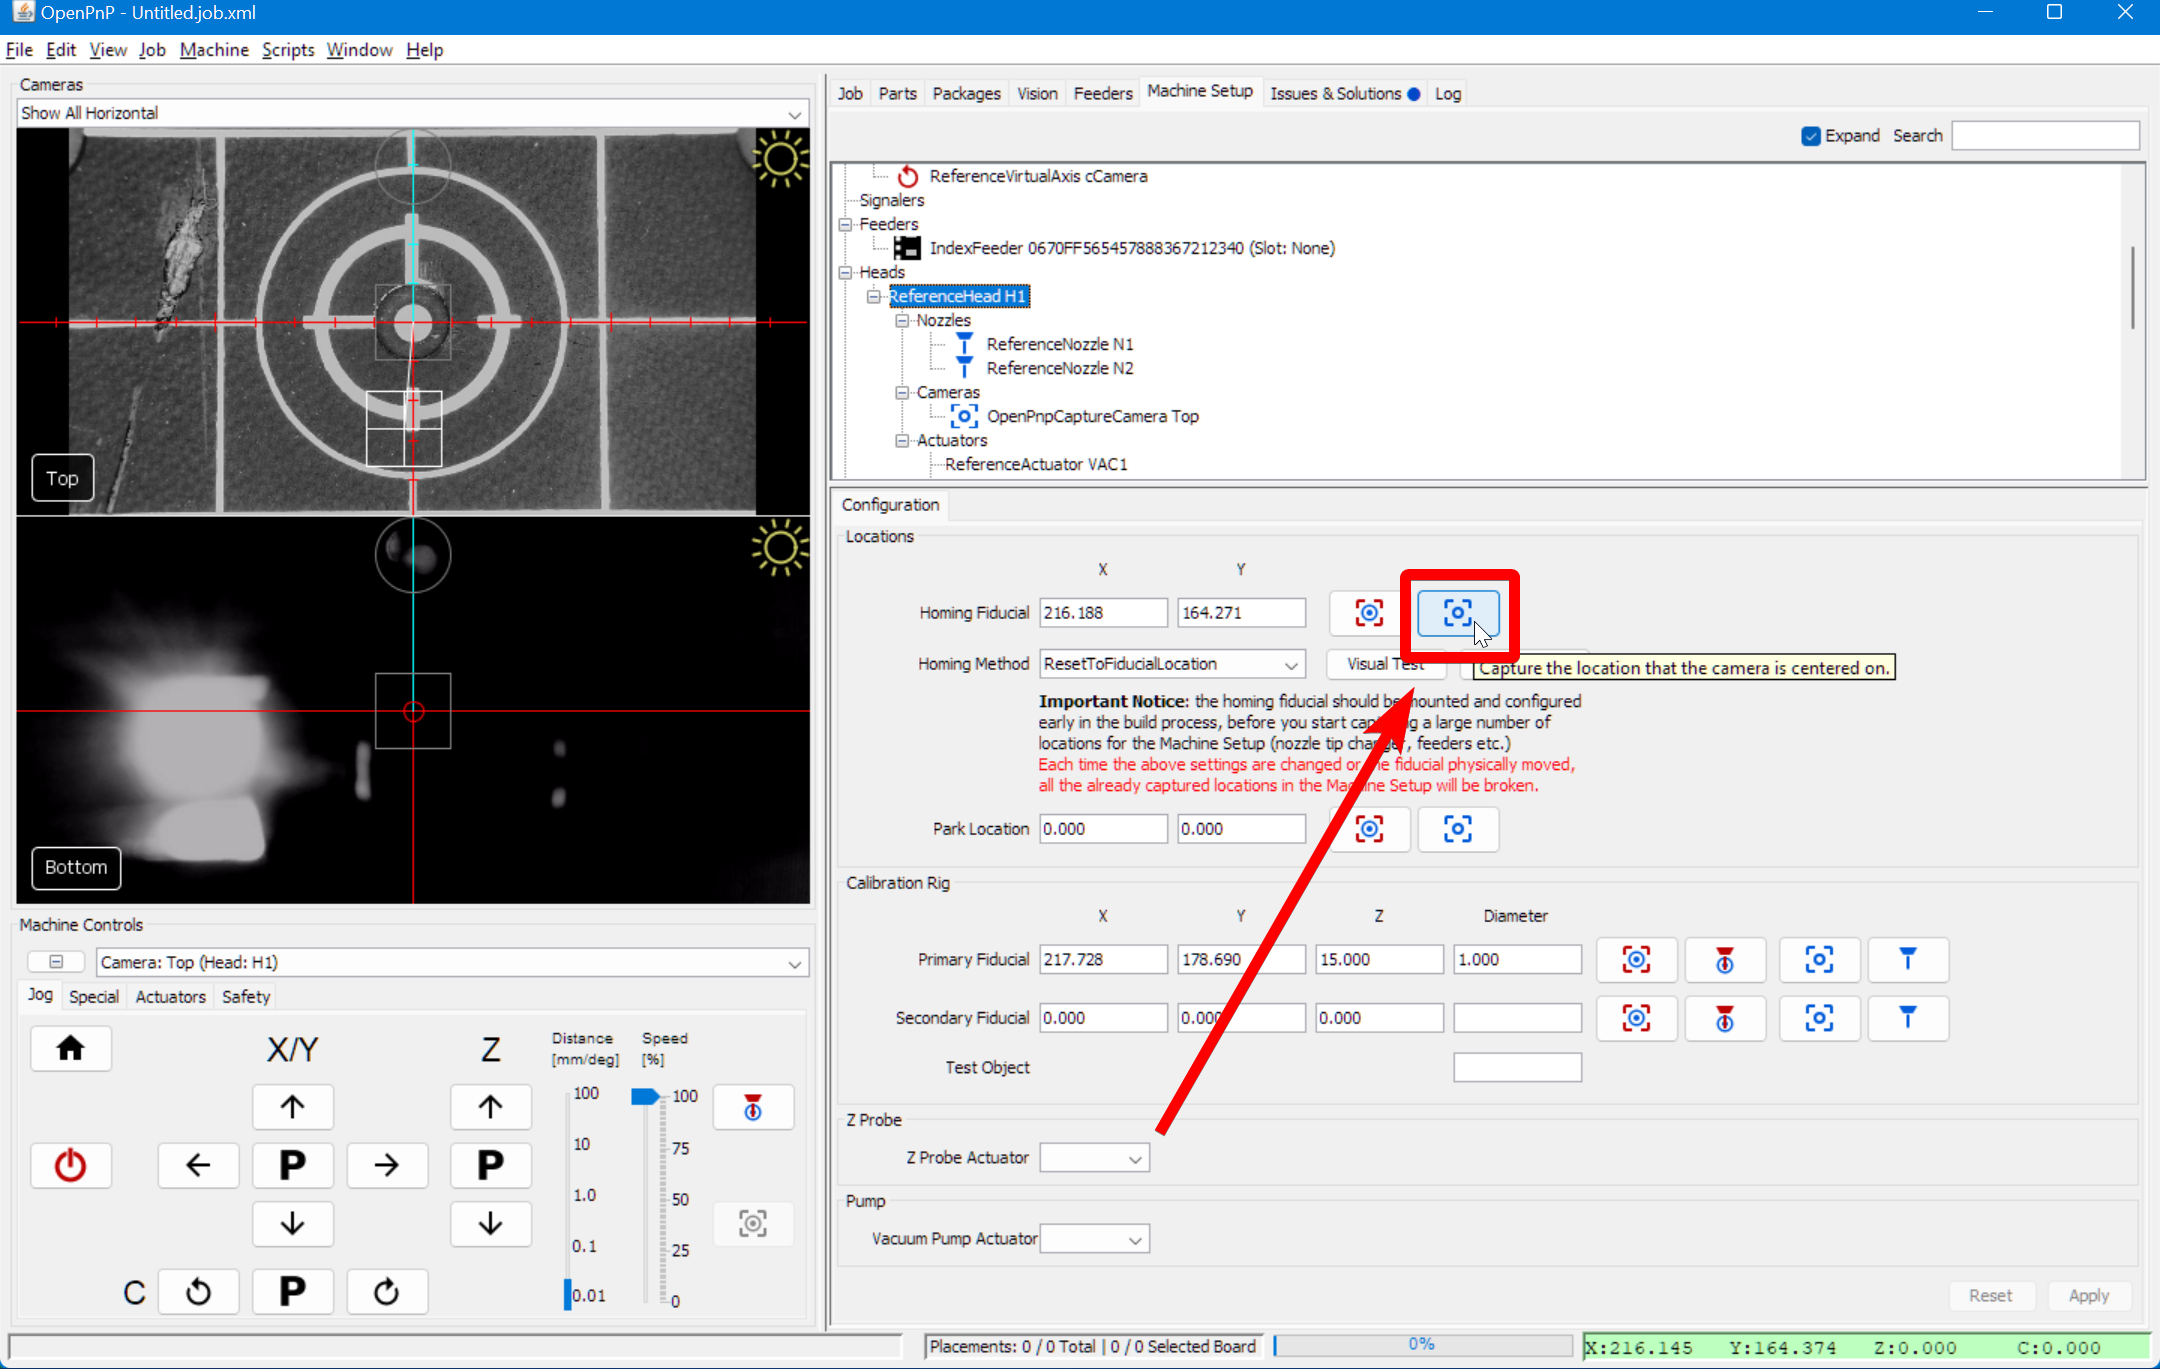 OpenPnP - Untitled.job.xml
File Edit View Job Machine Scripts Window Help
Cameras
Show All Horizontal
Top
Bottom
Machine Controls
Camera: Top (Head: H1)
Jog Special Actuators Safety
X/Y
Z
Distance [mm/deg]
Speed [%]
100
10
1.0
0.1
0.01
100
75
50
25
0
P
P
C
P
Job Parts Packages Vision Feeders Machine Setup Issues & Solutions Log
Expand Search
ReferenceVirtualAxis cCamera
Signalers
Feeders
IndexFeeder 0670FF565457888367212340 (Slot: None)
Heads
ReferenceHead H1
Nozzles
ReferenceNozzle N1
ReferenceNozzle N2
Cameras
OpenPnpCaptureCamera Top
Actuators
ReferenceActuator VAC1
Configuration
Locations
X Y
Homing Fiducial 216.188 164.271
Homing Method ResetToFiducialLocation Visual Test
Capture the location that the camera is centered on.
Important Notice: the homing fiducial should be mounted and configured
early in the build process, before you start capturing a large number of
locations for the Machine Setup (nozzle tip changer, feeders etc.)
Each time the above settings are changed or the fiducial physically moved,
all the already captured locations in the Machine Setup will be broken.
Park Location 0.000 0.000
Calibration Rig
X Y Z Diameter
Primary Fiducial 217.728 178.690 15.000 1.000
Secondary Fiducial 0.000 0.000 0.000
Test Object
Z Probe
Z Probe Actuator
Pump
Vacuum Pump Actuator
Reset Apply
Placements: 0 / 0 Total | 0 / 0 Selected Board
0%
X:216.145 Y:164.374 Z:0.000 C:0.000